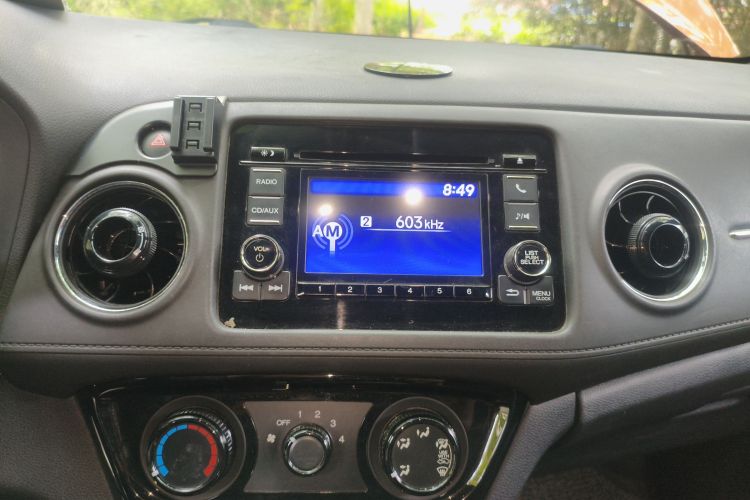 RADIO
CD/AUX
VOL
8:49
AM
2 603 kHz
LIST
PUSH
SELECT
MENU
CLOCK
1 2 3 4 5 6
OFF 1 2 3 4